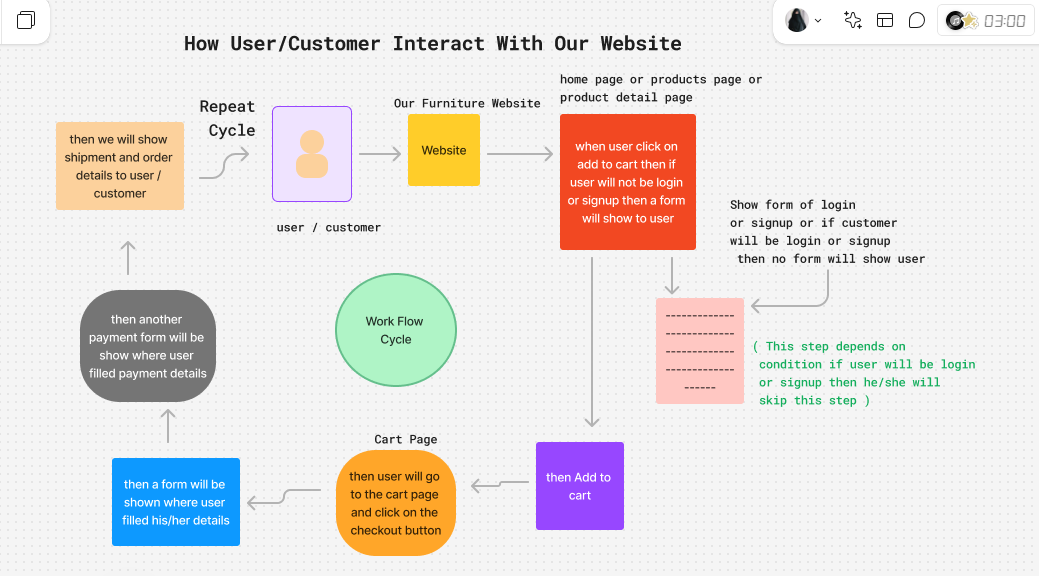 How User/Customer Interact With Our Website
03:00
home page or products page or
product detail page
Our Furniture Website
Repeat
Cycle
then we will show
shipment and order
details to user /
customer
Website
when user click on
add to cart then if
user will not be login
or signup then a form
will show to user
user / customer
Show form of login
or signup or if customer
will be login or signup
then no form will show user
Work Flow
Cycle
then another
payment form will be
show where user
filled payment details
-------------
-------------
-------------
-------------
------
( This step depends on
condition if user will be login
or signup then he/she will
skip this step )
Cart Page
then a form will be
shown where user
filled his/her details
then user will go
to the cart page
and click on the
checkout button
then Add to
cart